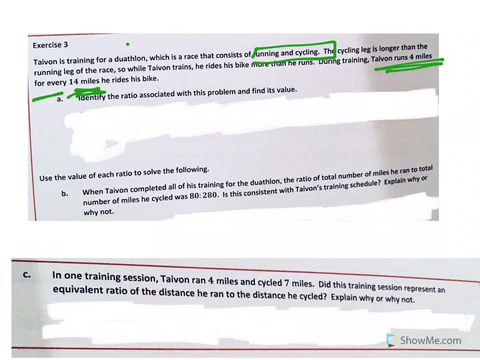 Exercise 3
Taivon is training for a duathlon, which is a race that consists of running and cycling. The cycling leg is longer than the
running leg of the race, so while Taivon trains, he rides his bike more than he runs. During training, Taivon runs 4 miles
for every 14 miles he rides his bike.
a. Identify the ratio associated with this problem and find its value.
Use the value of each ratio to solve the following.
b. When Taivon completed all of his training for the duathlon, the ratio of total number of miles he ran to total
number of miles he cycled was 80:280. Is this consistent with Taivon's training schedule? Explain why or
why not.
c. In one training session, Taivon ran 4 miles and cycled 7 miles. Did this training session represent an
equivalent ratio of the distance he ran to the distance he cycled? Explain why or why not.
ShowMe.com